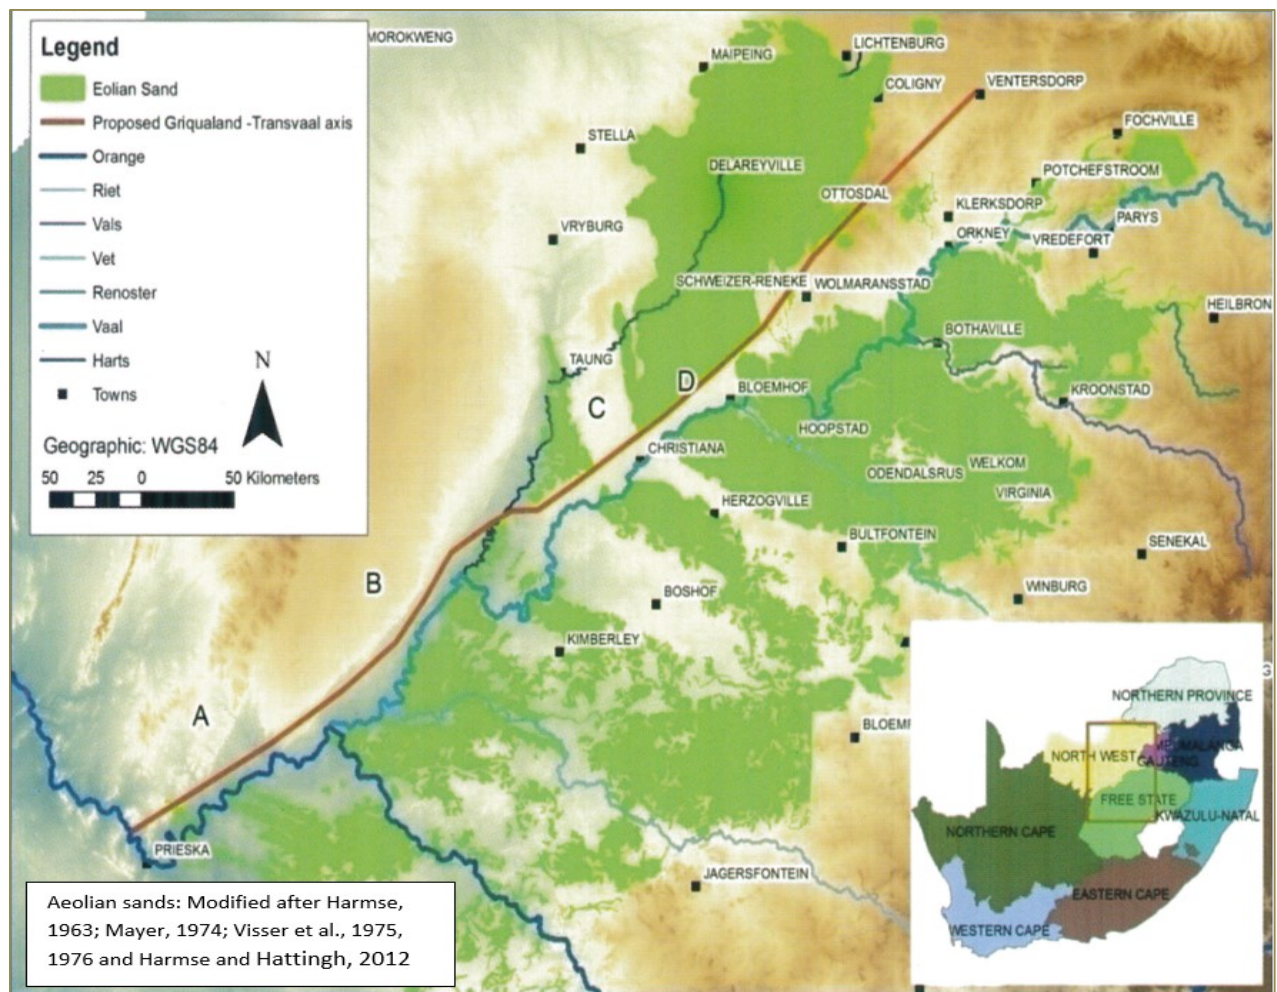 Legend
Eolian Sand
Proposed Griqualand -Transvaal axis
Orange
Riet
Vals
Vet
Renoster
Vaal
Harts
Towns
N
Geographic: WGS84
50 25 0 50 Kilometers
MOROKWENG
MAIPEING
LICHTENBURG
COLIGNY
VENTERSDORP
STELLA
FOCHVILLE
DELAREYVILLE
POTCHEFSTROOM
OTTOSDAL
KLERKSDORP
VRYBURG
PARYS
ORKNEY
VREDEFORT
SCHWEIZER-RENEKE
WOLMARANSSTAD
HEILBRON
BOTHAVILLE
TAUNG
D
BLOEMHOF
KROONSTAD
C
HOOPSTAD
CHRISTIANA
ODENDALSRUS
WELKOM
VIRGINIA
HERZOGVILLE
BULTFONTEIN
SENEKAL
B
BOSHOF
WINBURG
KIMBERLEY
A
BLOEMF
G
PRIESKA
JAGERSFONTEIN
NORTHERN PROVINCE
MPUMALANGA
NORTH WEST
GAUTENG
FREE STATE
KWAZULU-NATAL
NORTHERN CAPE
EASTERN CAPE
WESTERN CAPE
Aeolian sands: Modified after Harmse,
1963; Mayer, 1974; Visser et al., 1975,
1976 and Harmse and Hattingh, 2012